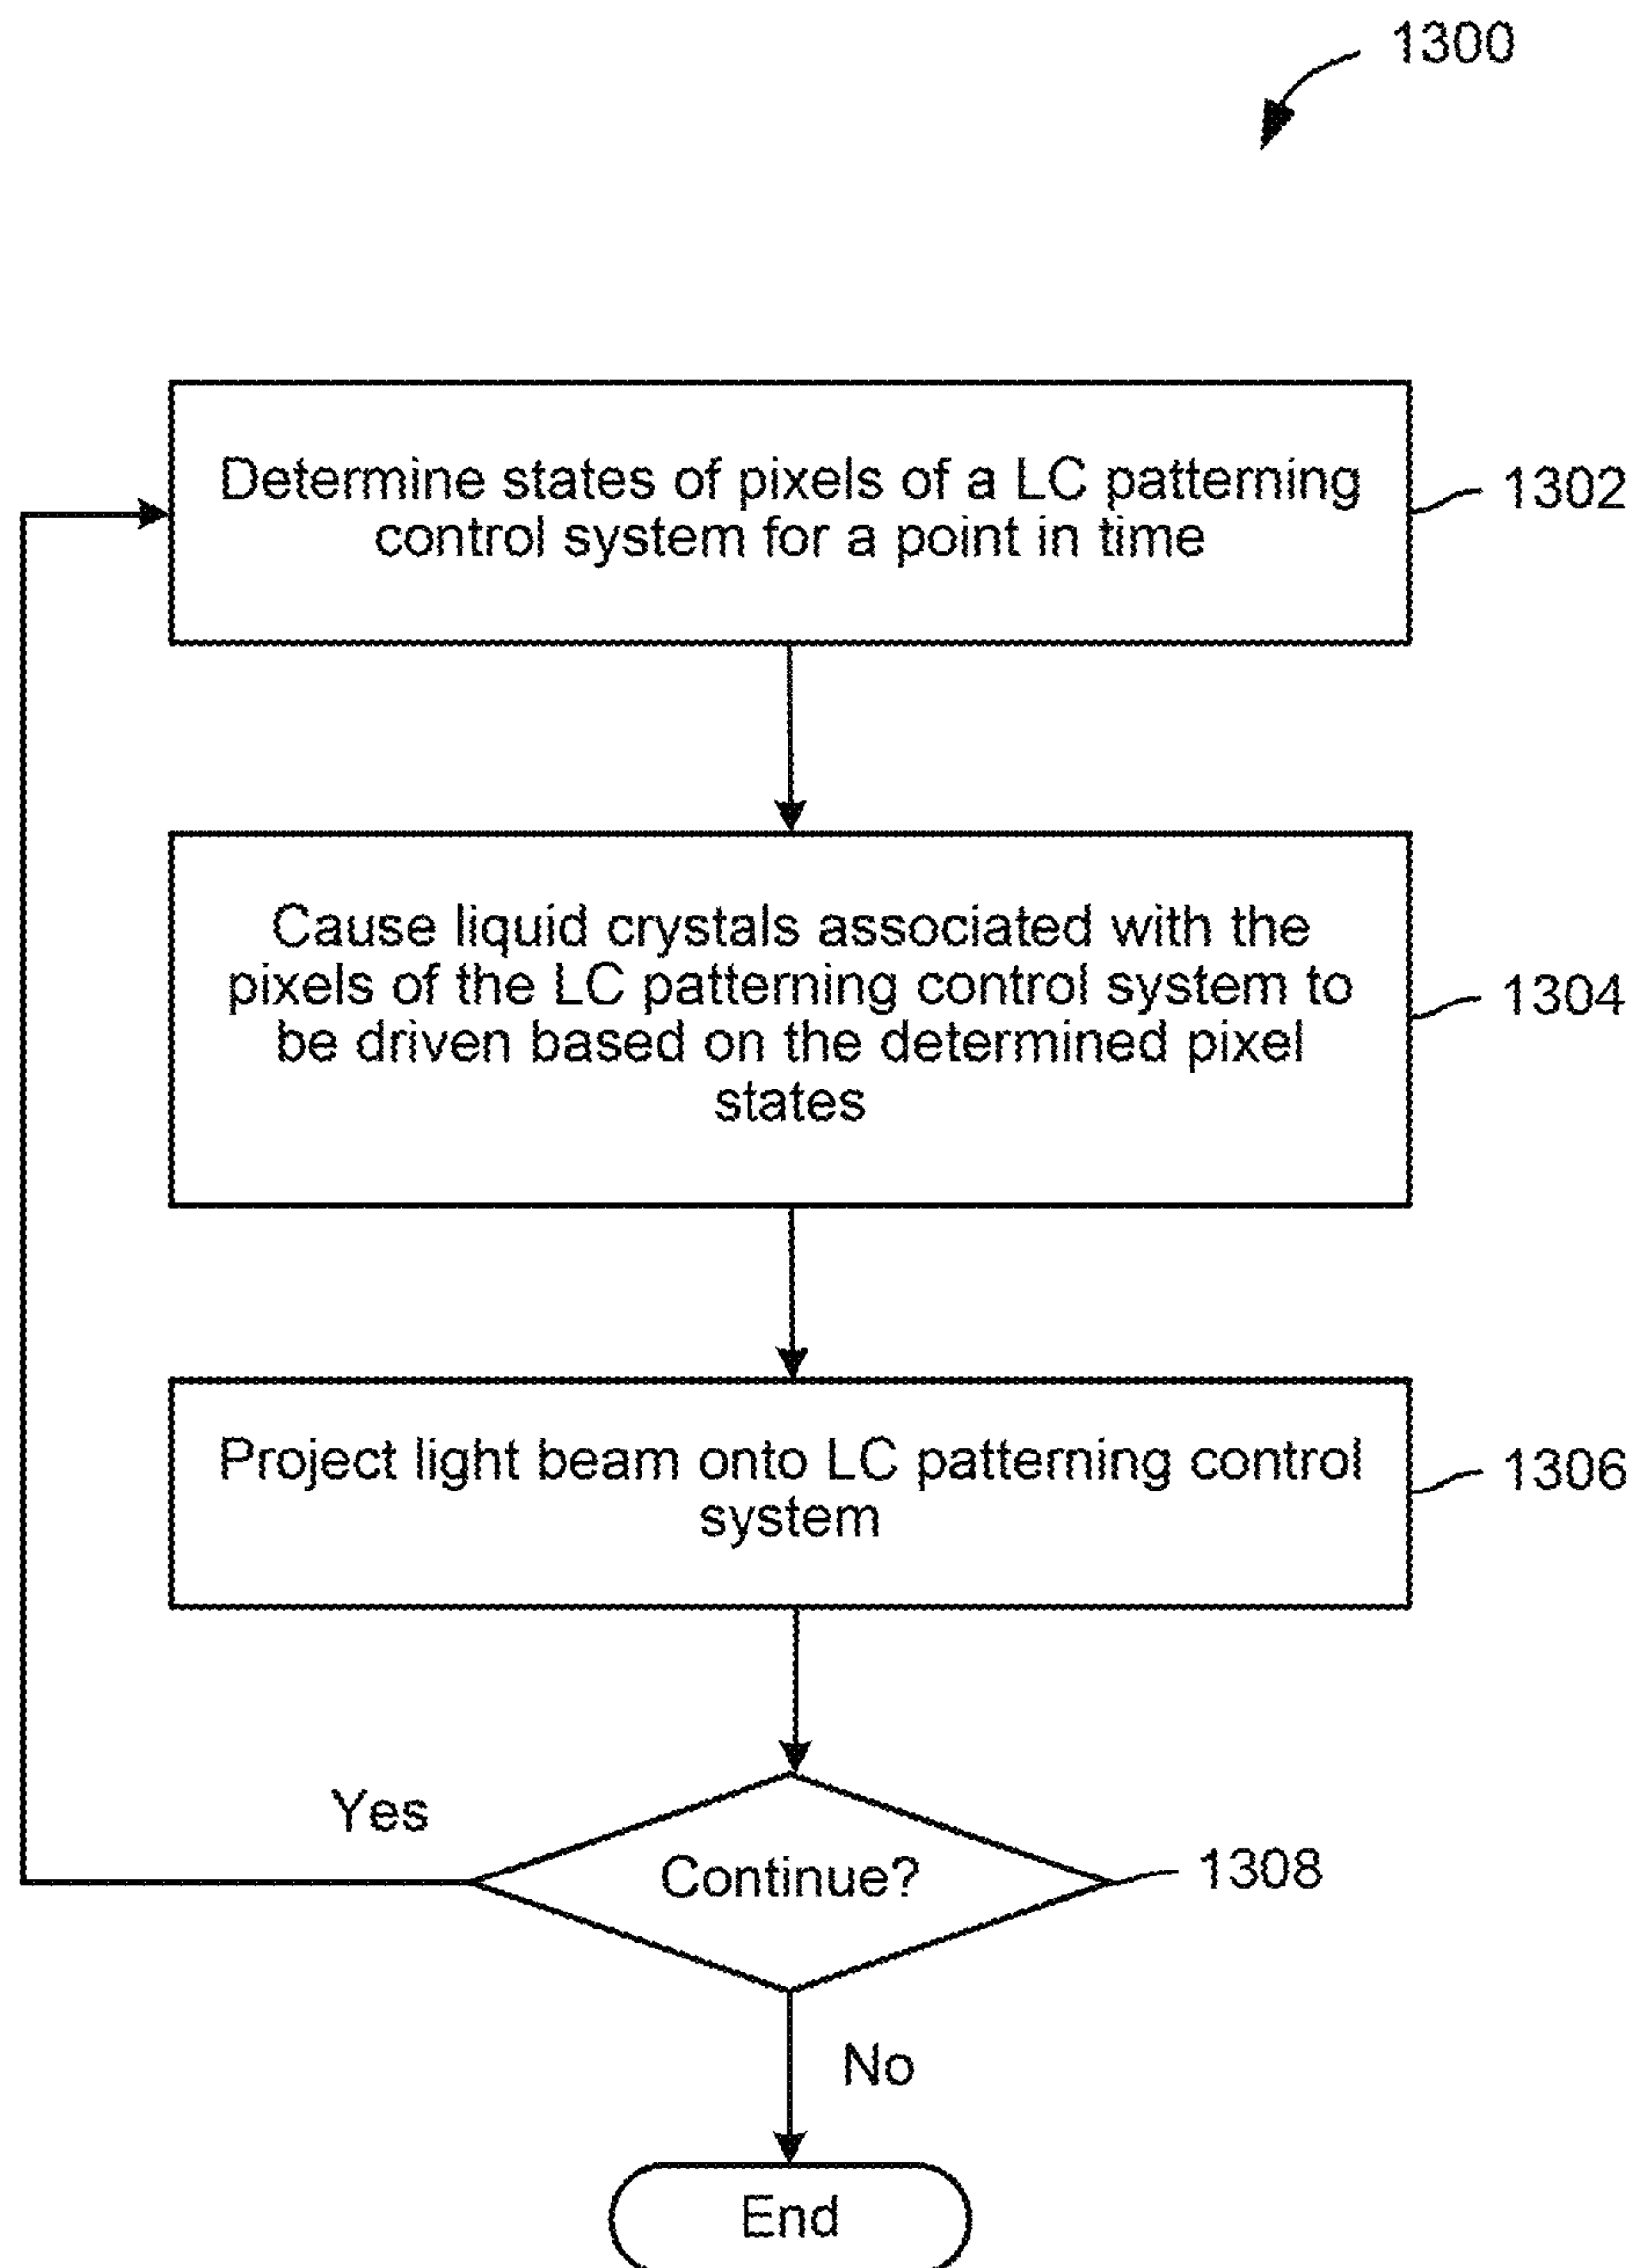 1300
Determine states of pixels of a LC patterning
control system for a point in time
1302
Cause liquid crystals associated with the
pixels of the LC patterning control system to
be driven based on the determined pixel
states
1304
Project light beam onto LC patterning control
system
1306
Yes
Continue?
1308
No
End